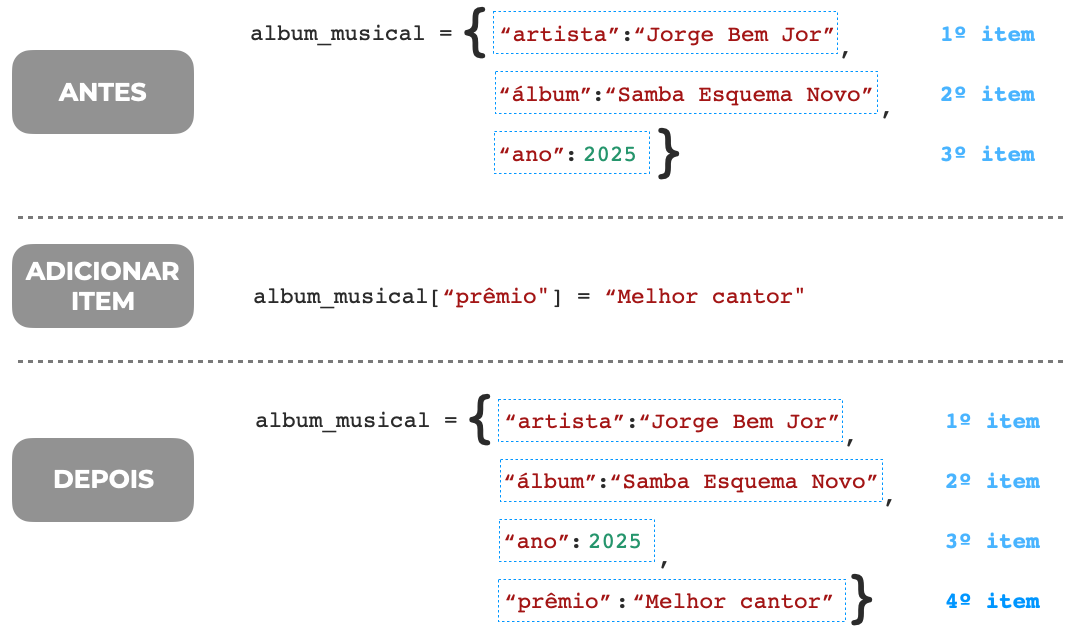 album_musical = { “artista”:“Jorge Bem Jor”, 1º item
ANTES
“álbum”:“Samba Esquema Novo”, 2º item
“ano”: 2025 } 3º item
ADICIONAR
ITEM
album_musical[“prêmio"] = “Melhor cantor"
album_musical = { “artista”:“Jorge Bem Jor”, 1º item
DEPOIS
“álbum”:“Samba Esquema Novo”, 2º item
“ano”: 2025, 3º item
“prêmio”:“Melhor cantor” } 4º item